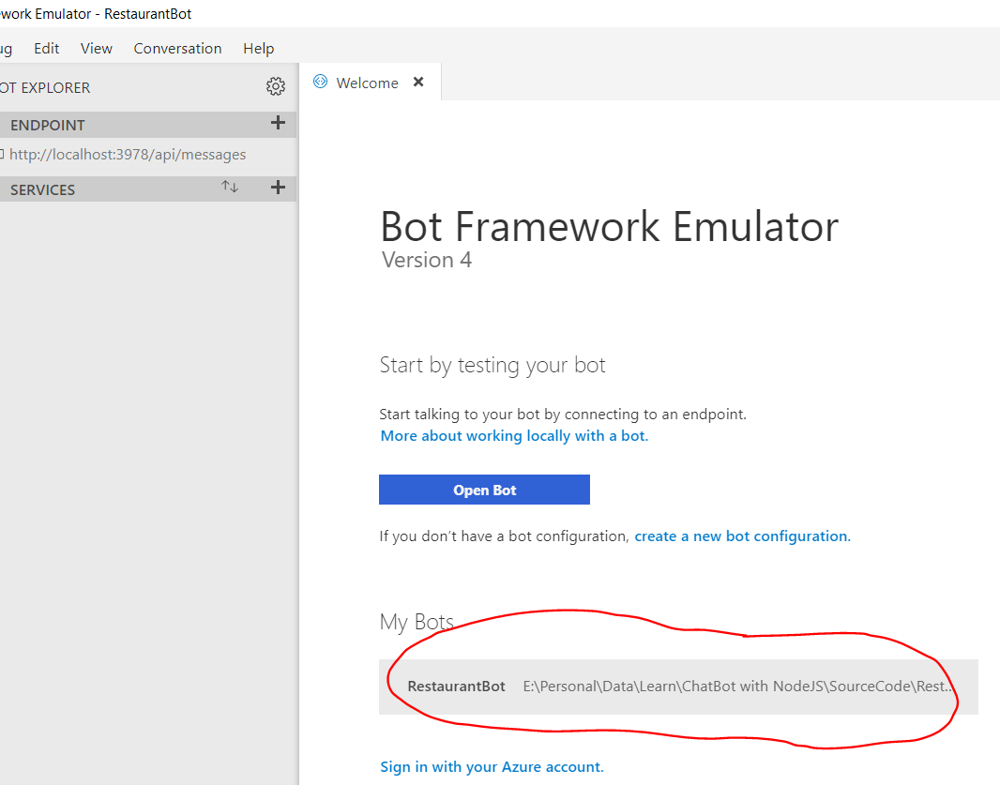 work Emulator - RestaurantBot
ug Edit View Conversation Help
OT EXPLORER
ENDPOINT
http://localhost:3978/api/messages
SERVICES
Welcome
Bot Framework Emulator
Version 4
Start by testing your bot
Start talking to your bot by connecting to an endpoint.
More about working locally with a bot.
Open Bot
If you don't have a bot configuration, create a new bot configuration.
My Bots
RestaurantBot E:\Personal\Data\Learn\ChatBot with NodeJS\SourceCode\Rest...
Sign in with your Azure account.